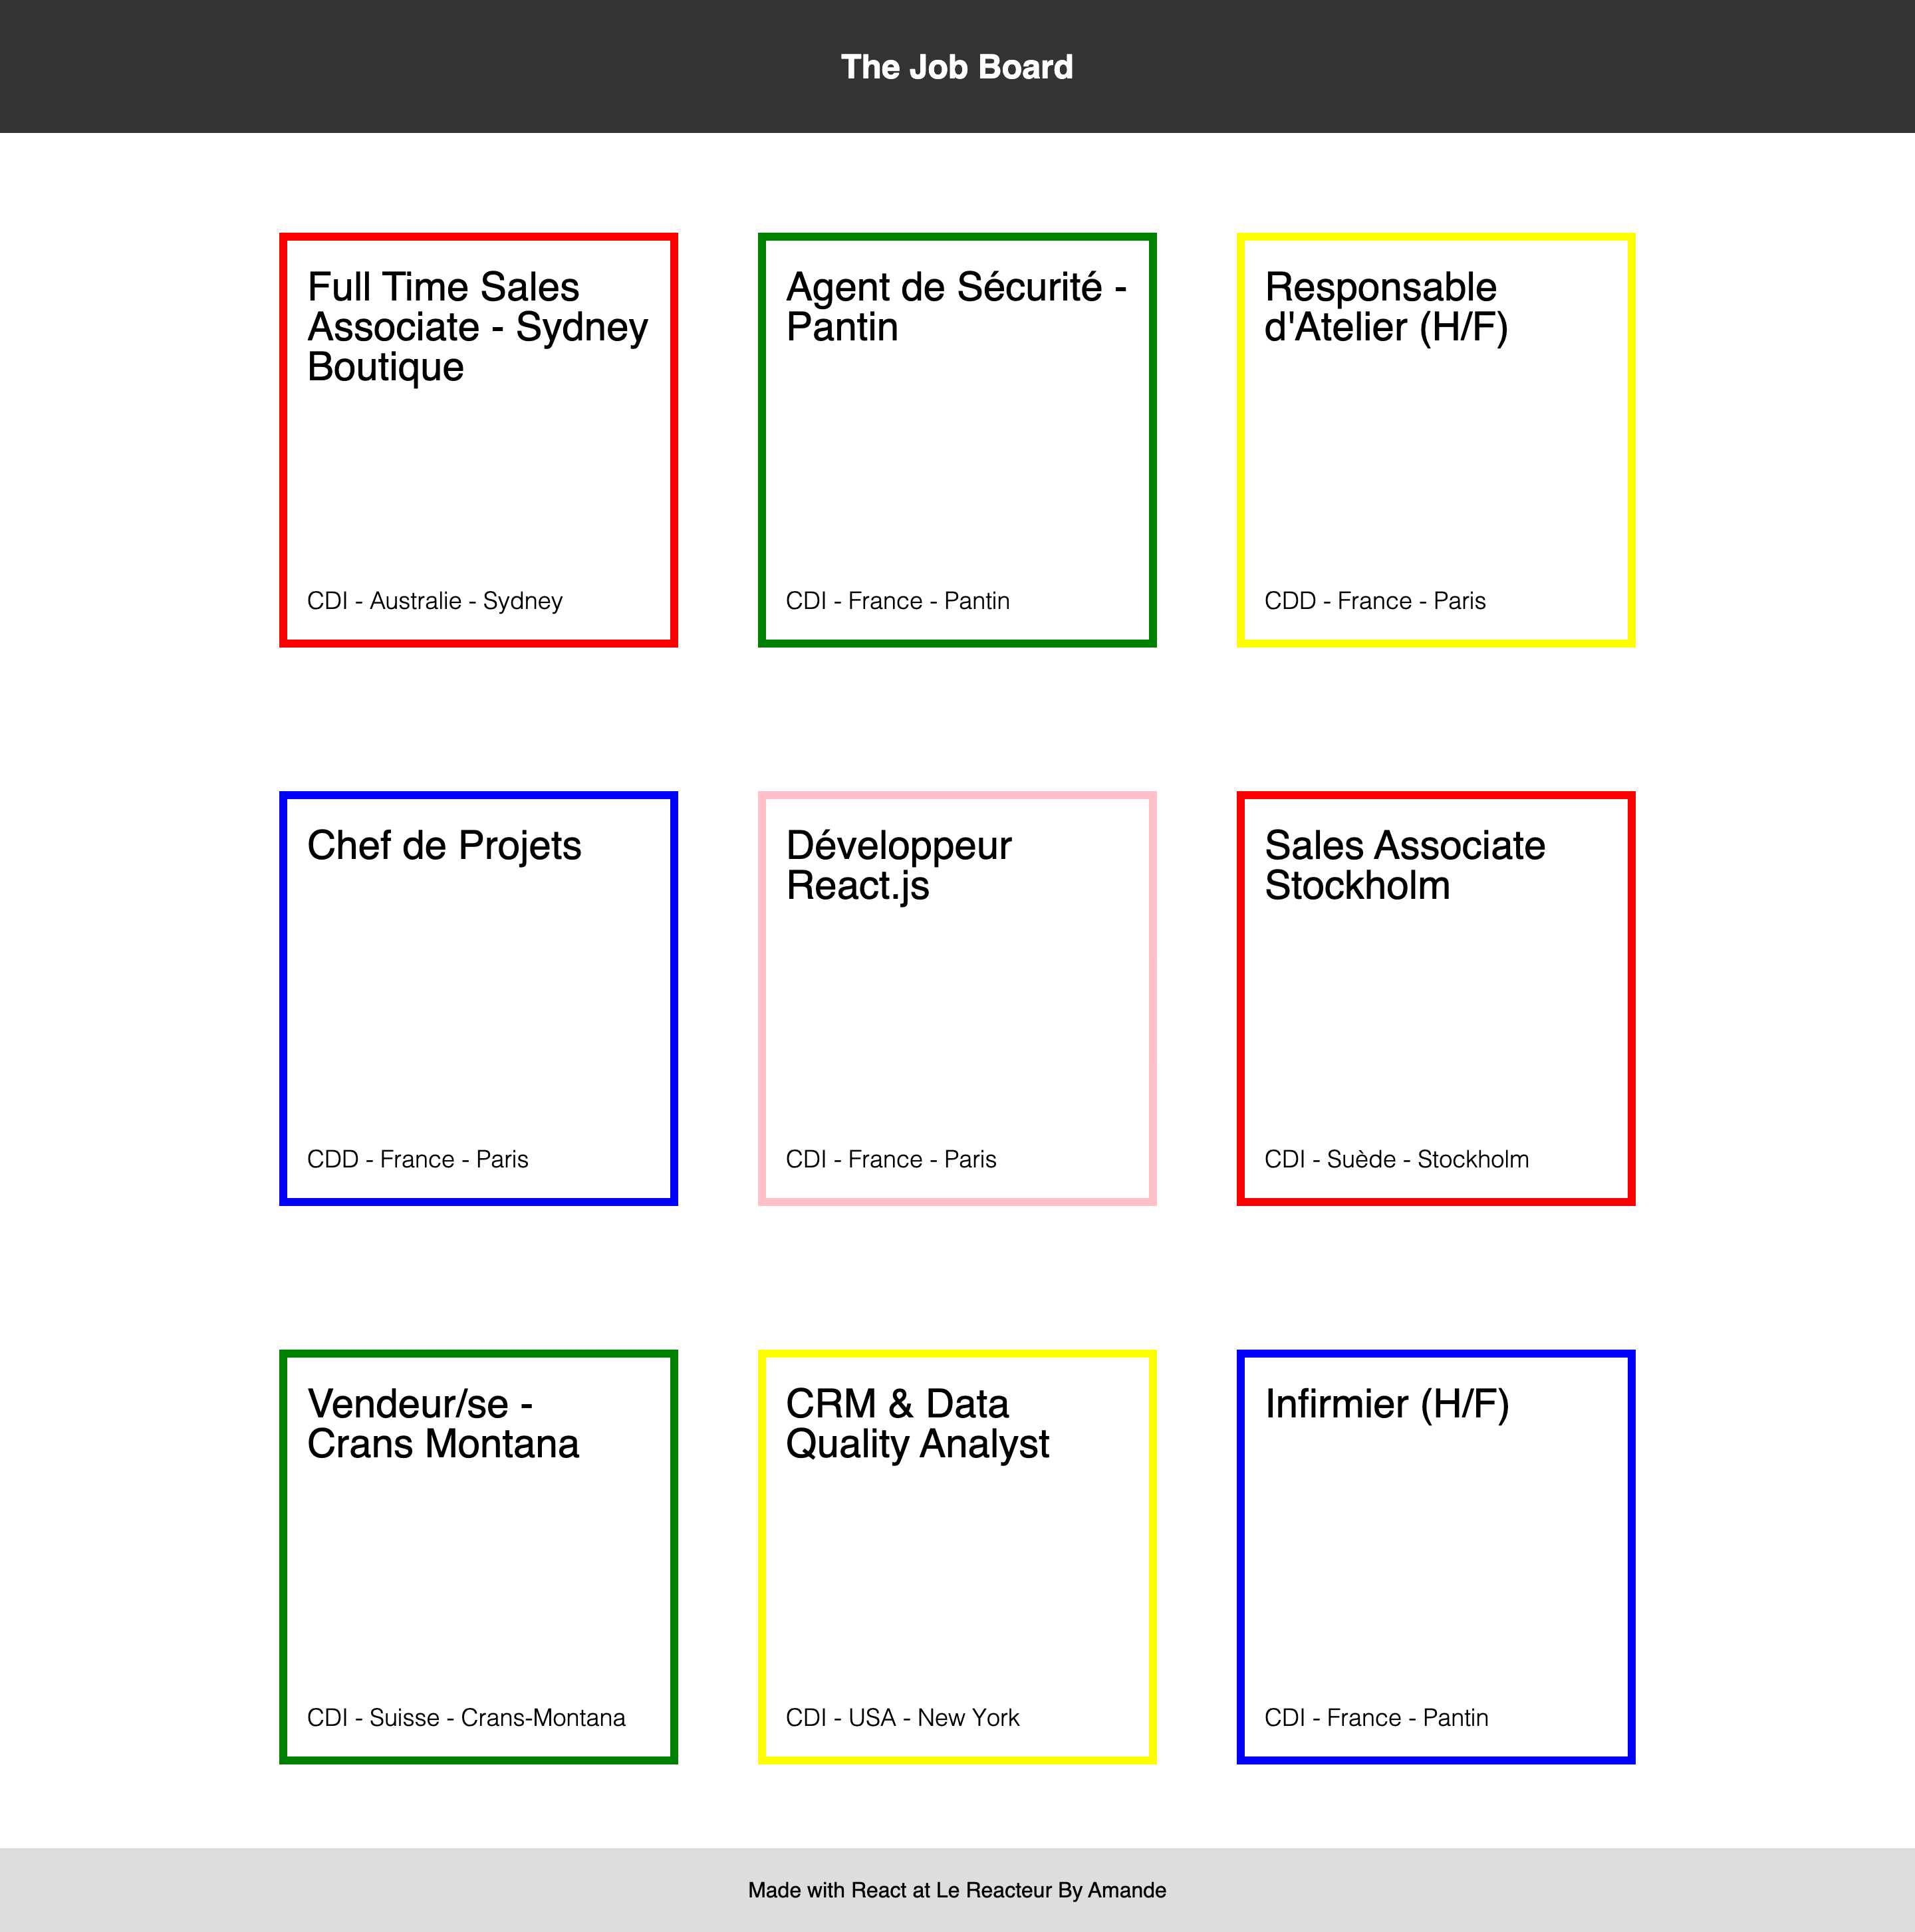 The Job Board
Full Time Sales
Associate - Sydney
Boutique
CDI - Australie - Sydney
Agent de Sécurité -
Pantin
CDI - France - Pantin
Responsable
d'Atelier (H/F)
CDD - France - Paris
Chef de Projets
CDD - France - Paris
Développeur
React.js
CDI - France - Paris
Sales Associate
Stockholm
CDI - Suède - Stockholm
Vendeur/se -
Crans Montana
CDI - Suisse - Crans-Montana
CRM & Data
Quality Analyst
CDI - USA - New York
Infirmier (H/F)
CDI - France - Pantin
Made with React at Le Reacteur By Amande